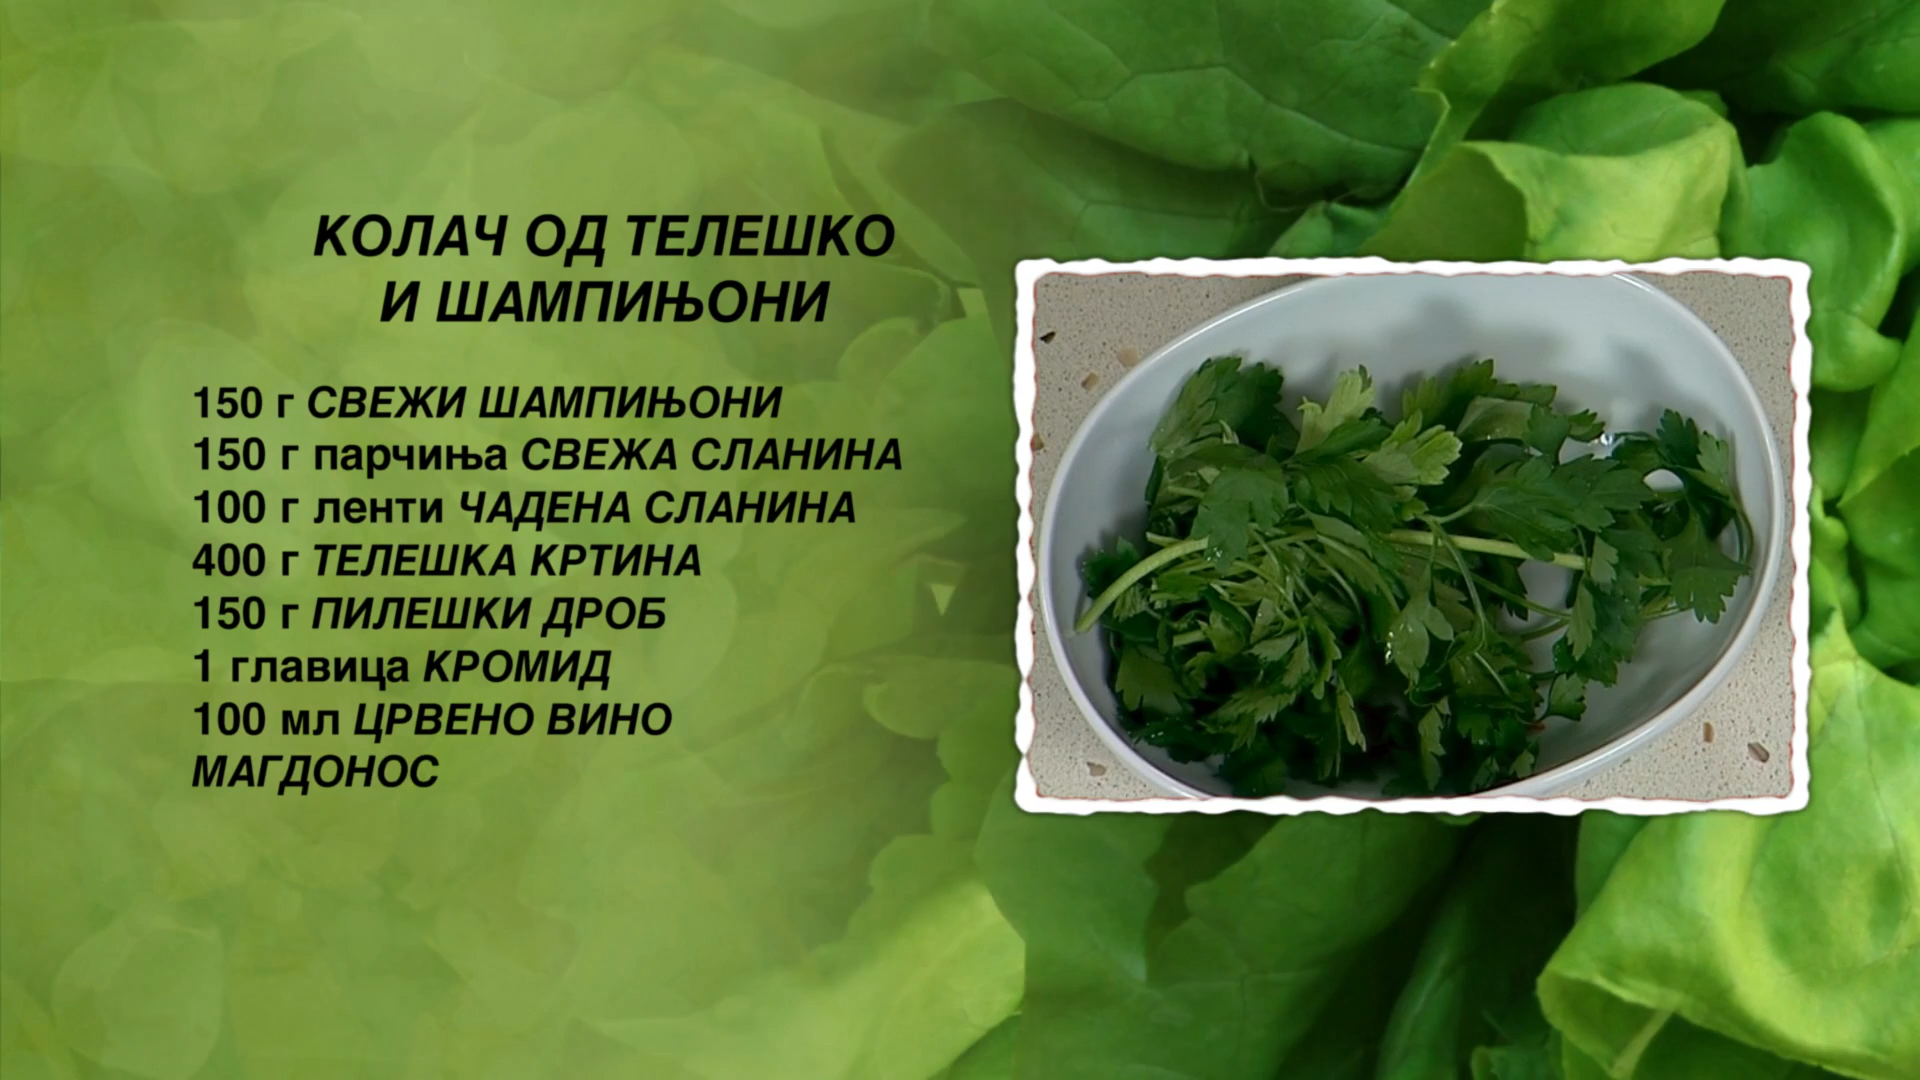 КОЛАЧ ОД ТЕЛЕШКО
И ШАМПИЊОНИ
150 г СВЕЖИ ШАМПИЊОНИ
150 г парчиња СВЕЖА СЛАНИНА
100 г ленти ЧАДЕНА СЛАНИНА
400 г ТЕЛЕШКА КРТИНА
150 г ПИЛЕШКИ ДРОБ
1 главица КРОМИД
100 мл ЦРВЕНО ВИНО
МАГДОНОС